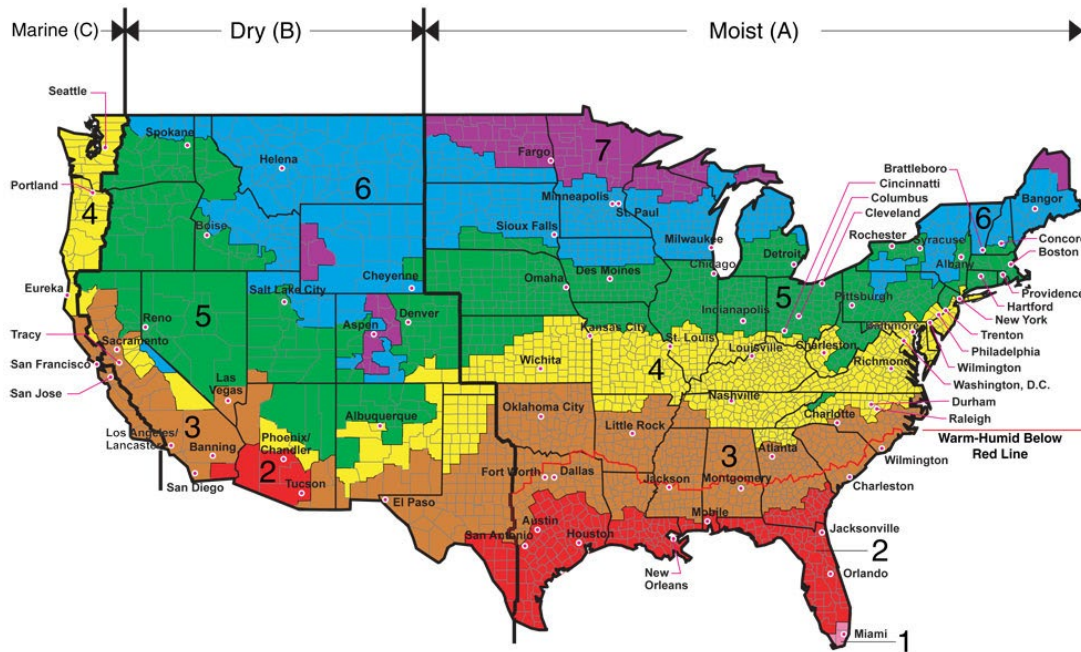 Marine (C)
Dry (B)
Moist (A)
Seattle
Spokane
Helena
Fargo
7
Brattleboro
Cincinnatti
Columbus
Cleveland
Portland
4
6
Minneapolis
St. Paul
6
Bangor
Boise
Sioux Falls
Milwaukee
Rochester
Syracuse
Concord
Albany
Boston
Cheyenne
Chicago
Detroit
Eureka
Salt Lake City
Omaha
Des Moines
Providence
Hartford
Reno
5
Aspen
Denver
Indianapolis
5
Pittsburgh
New York
Tracy
Sacramento
Kansas City
St. Louis
Louisville
Charleston
Baltimore
Trenton
Philadelphia
San Francisco
Wichita
4
Richmond
Wilmington
Washington, D.C.
San Jose
Las
Vegas
Albuquerque
Nashville
Durham
Charlotte
Raleigh
3
Oklahoma City
Little Rock
Los Angeles/
Lancaster
Banning
Phoenix/
Chandler
3
Atlanta
Warm-Humid Below
Red Line
Wilmington
2
Tucson
Fort Worth
Dallas
Jackson
Montgomery
San Diego
El Paso
Charleston
Austin
Mobile
San Antonio
Houston
Jacksonville
2
New
Orleans
Orlando
Miami
1